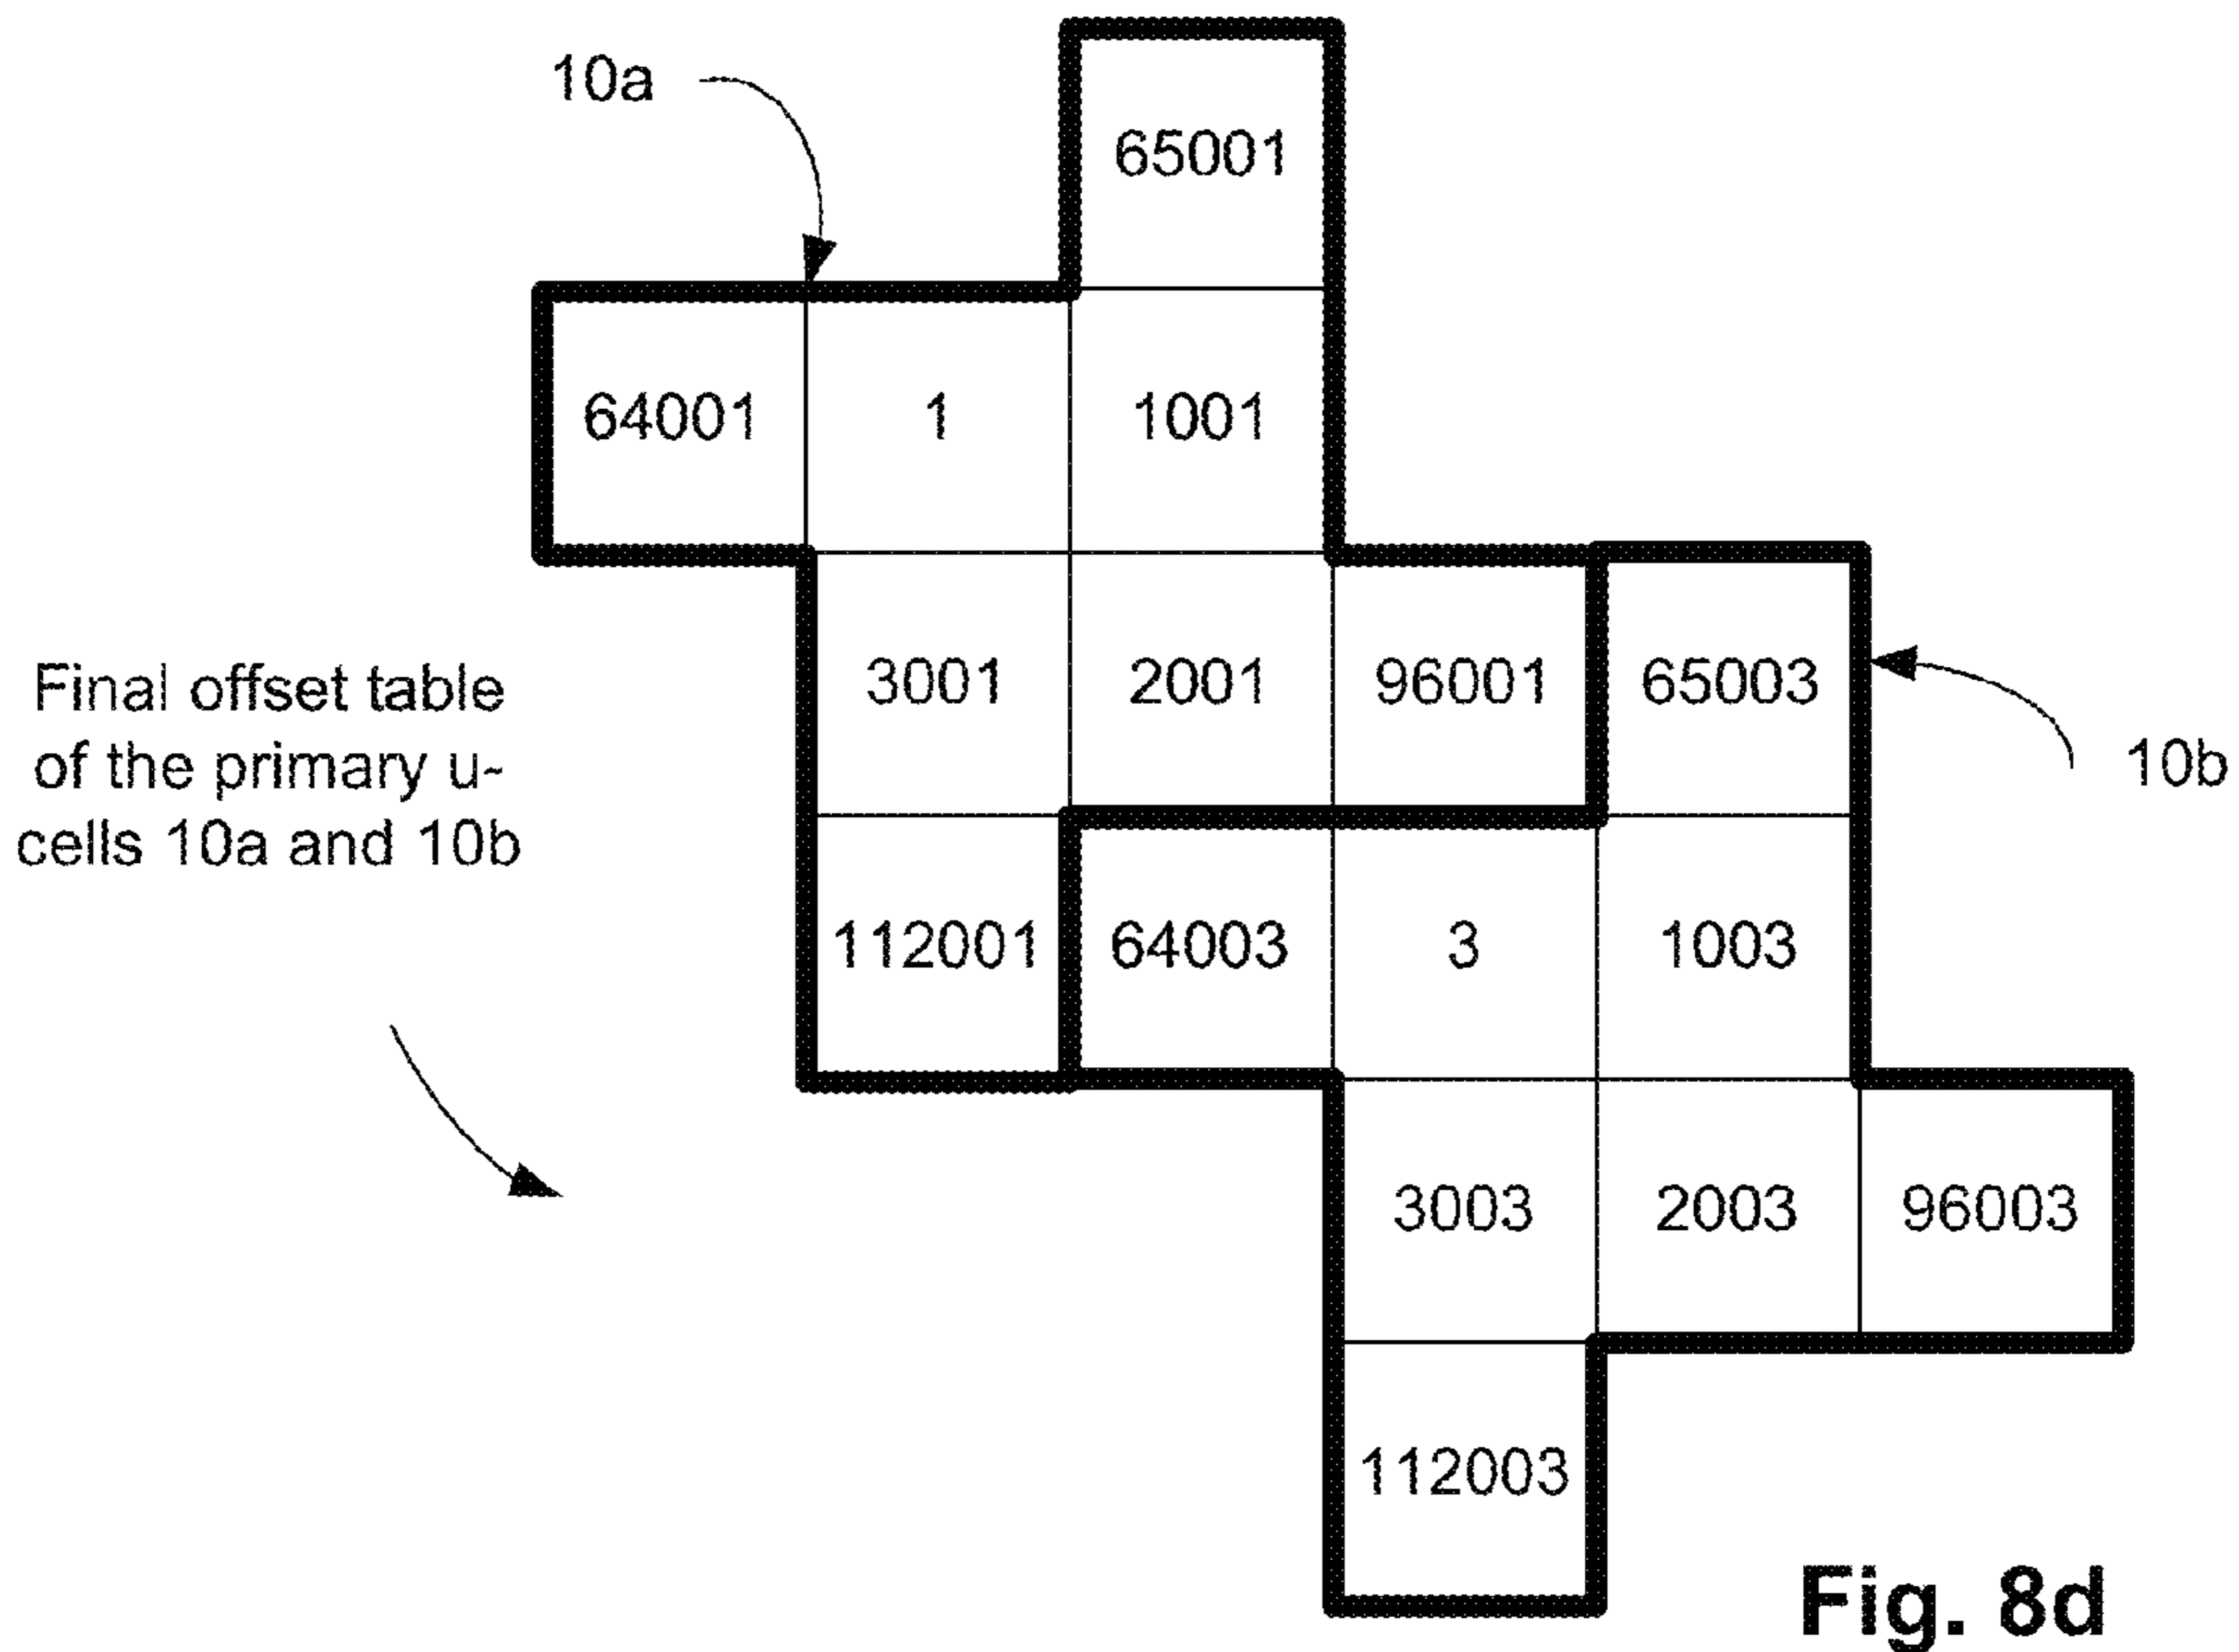 10a
65001
64001 1 1001
3001 2001 96001 65003
10b
Final offset table
of the primary u-
cells 10a and 10b
112001 64003 3 1003
3003 2003 96003
112003
Fig. 8d